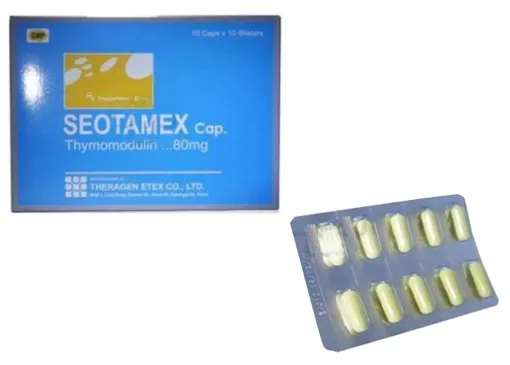 GMP
10 Caps x 10 Blisters
SEOTAMEX Cap.
Thymomodulin ...80mg
THERAGEN ETEX CO., LTD.